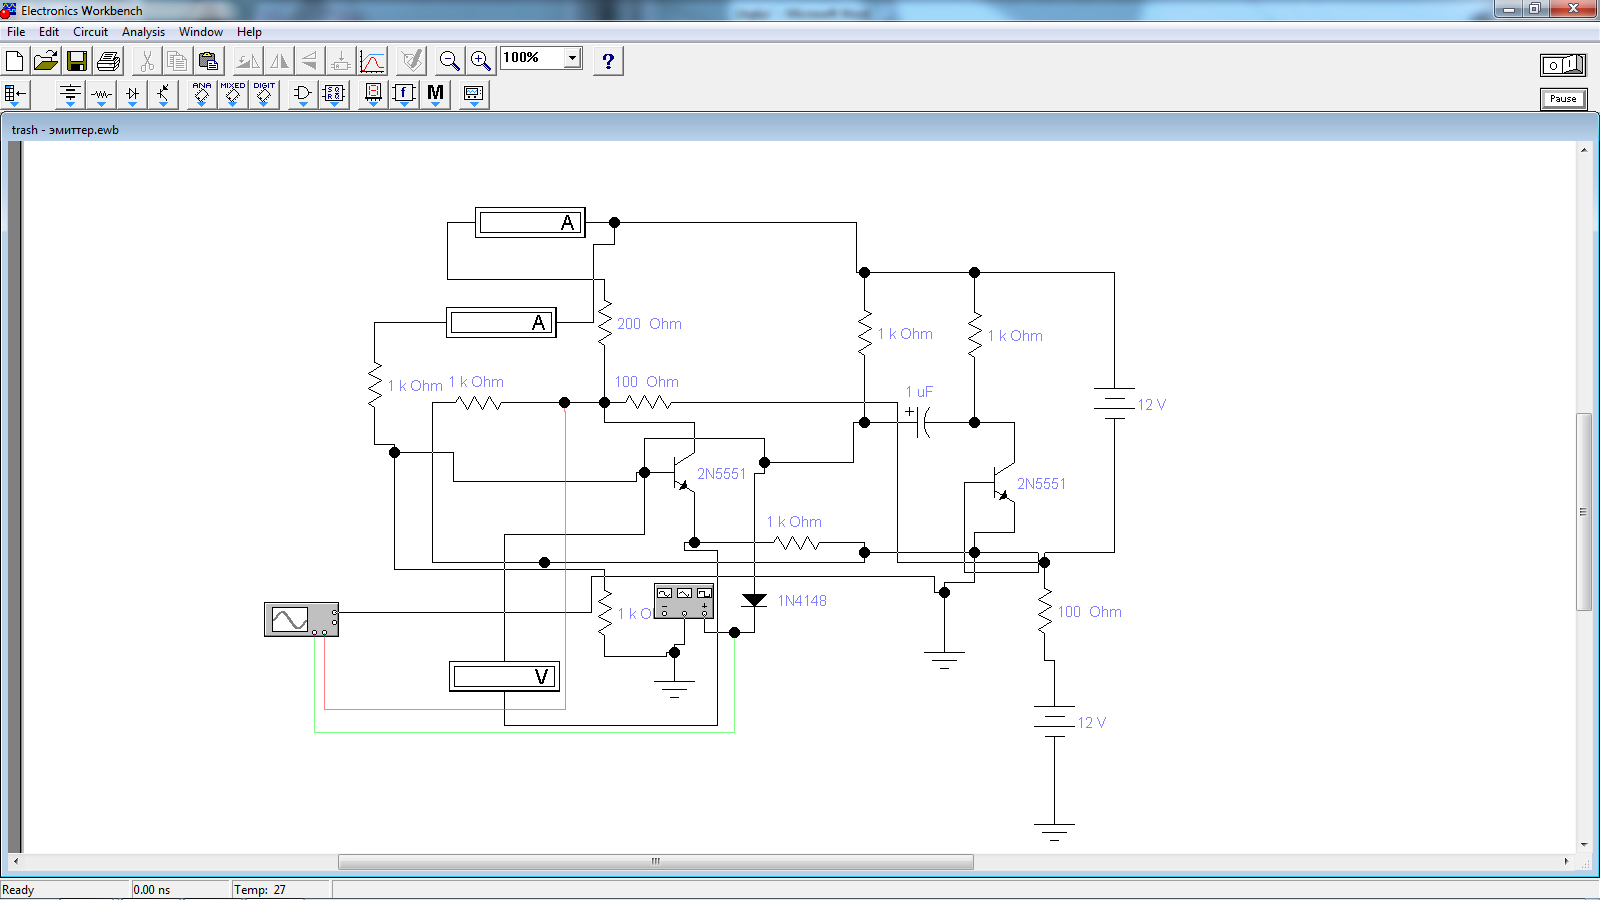 Electronics Workbench
File Edit Circuit Analysis Window Help
100%
?
ANA MIXED DIGIT
f M
Pause
trash - эмиттер.ewb
A
A
200 Ohm
1 k Ohm
1 k Ohm
1 k Ohm
1 k Ohm
100 Ohm
1 uF
+
12 V
2N5551
2N5551
1 k Ohm
1N4148
1 k O
100 Ohm
V
12 V
Ready
0.00 ns
Temp: 27